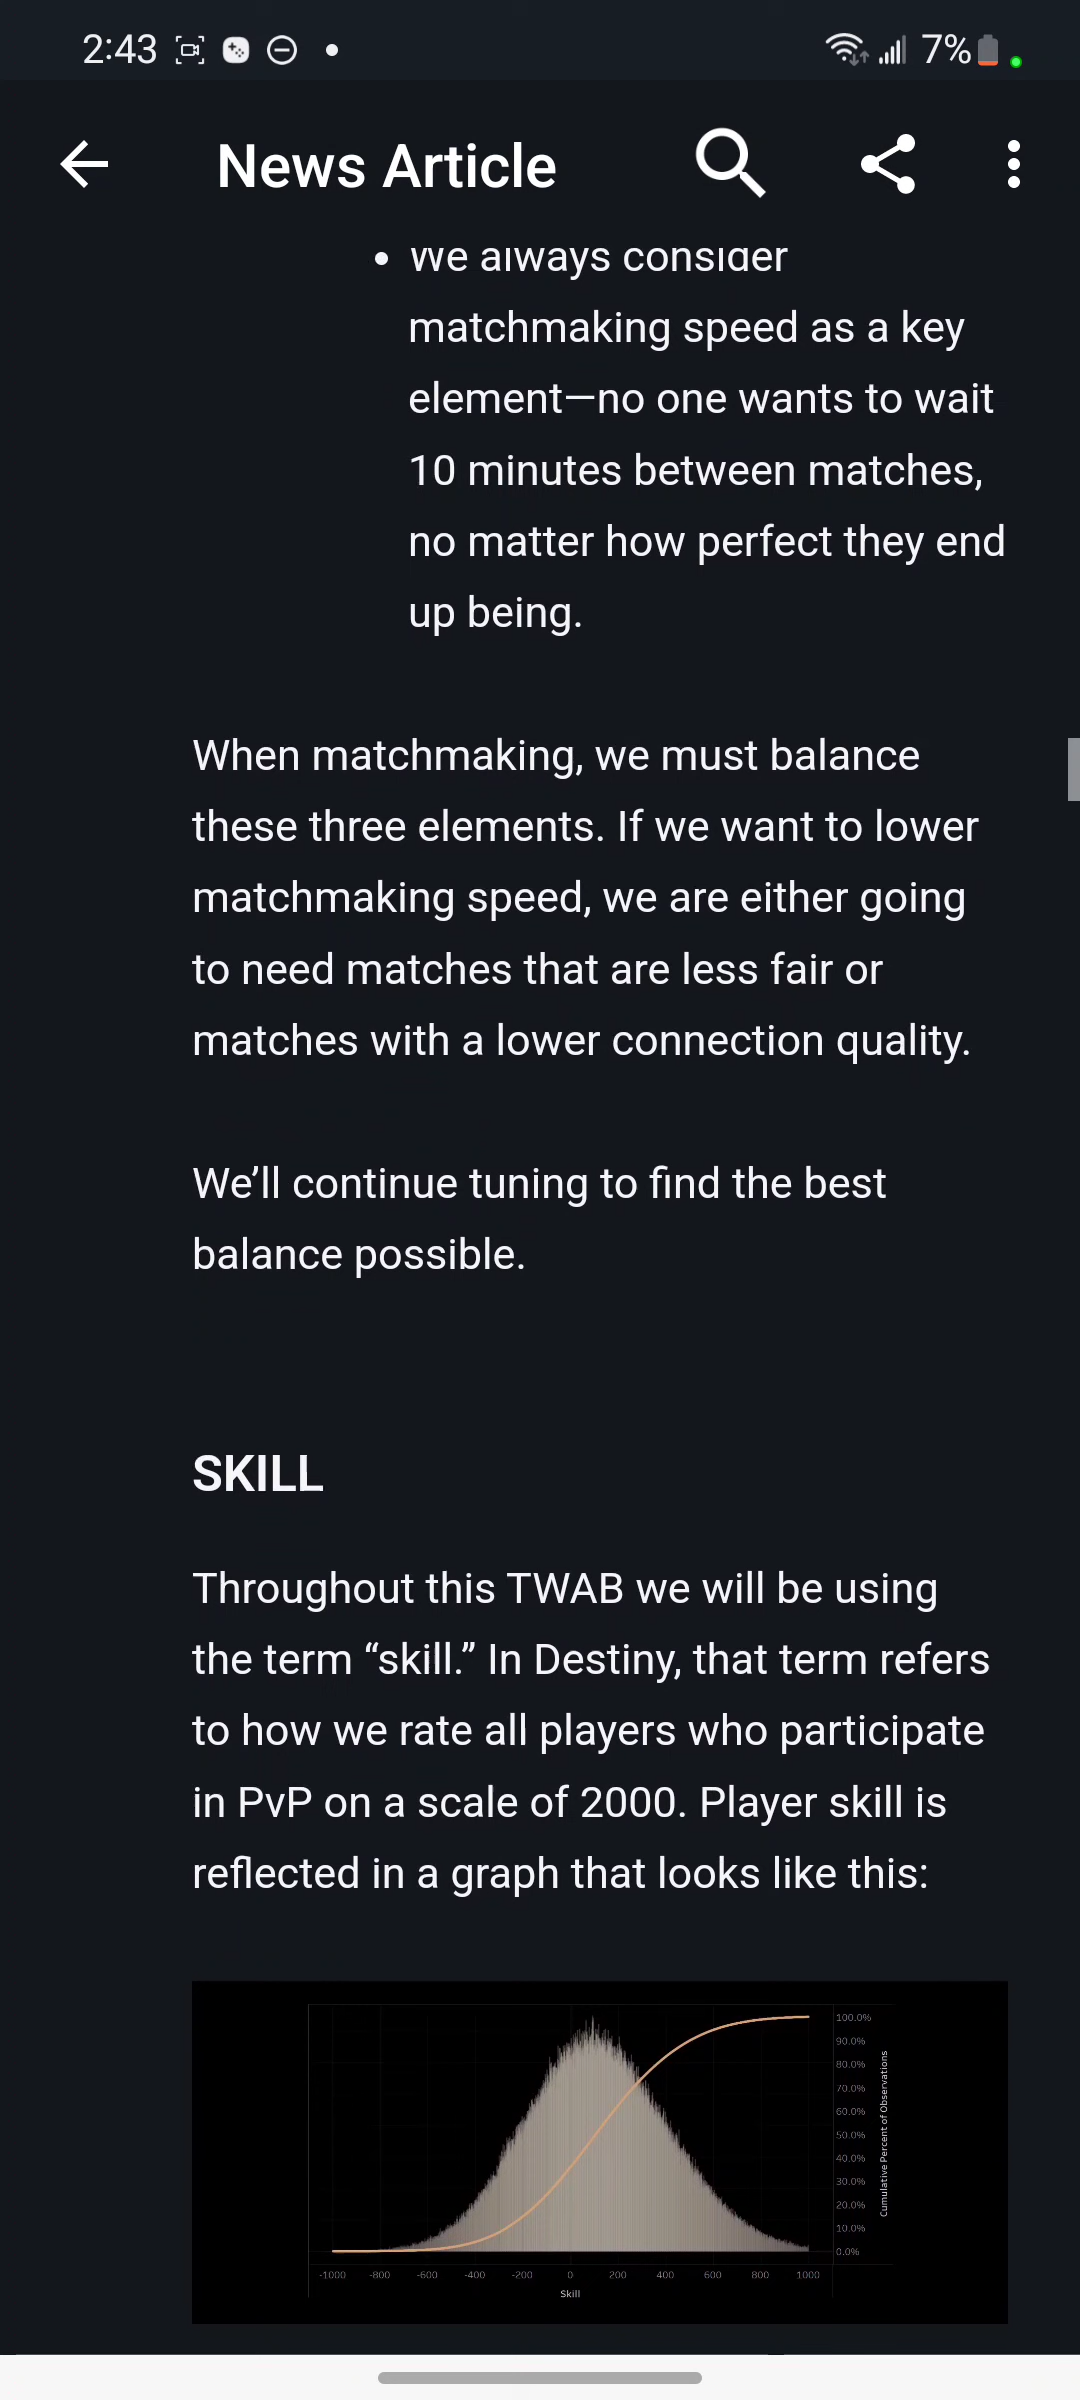 2:43
7%
News Article
• We always consider
matchmaking speed as a key
element—no one wants to wait
10 minutes between matches,
no matter how perfect they end
up being.
When matchmaking, we must balance
these three elements. If we want to lower
matchmaking speed, we are either going
to need matches that are less fair or
matches with a lower connection quality.
We’ll continue tuning to find the best
balance possible.
SKILL
Throughout this TWAB we will be using
the term “skill.” In Destiny, that term refers
to how we rate all players who participate
in PvP on a scale of 2000. Player skill is
reflected in a graph that looks like this:
100.0%
90.0%
80.0%
70.0%
60.0%
50.0%
40.0%
30.0%
20.0%
10.0%
0.0%
Cumulative Percent of Observations
-1000 -800 -600 -400 -200 0 200 400 600 800 1000
Skill